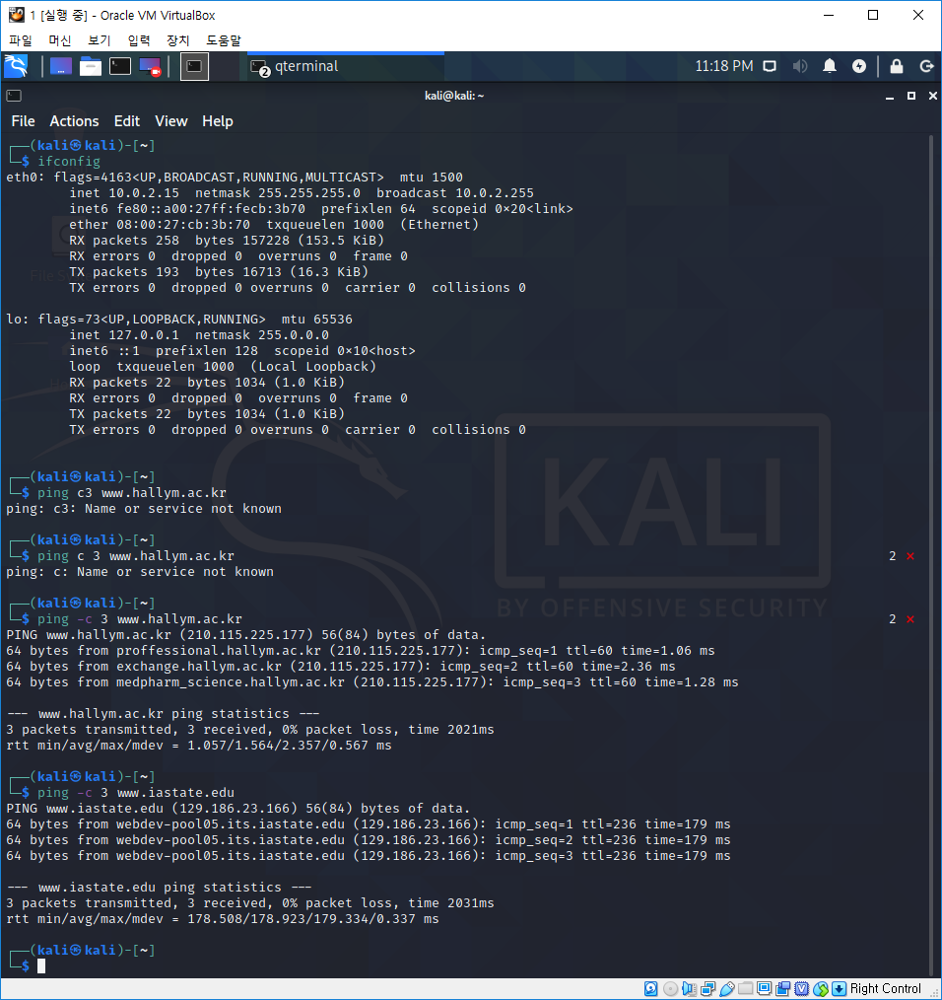 1 [실행 중] - Oracle VM VirtualBox
파일 머신 보기 입력 장치 도움말
2 qterminal 11:18 PM
kali@kali: ~
File Actions Edit View Help
┌──(kali㉿kali)-[~]
└─$ ifconfig
eth0: flags=4163<UP,BROADCAST,RUNNING,MULTICAST>  mtu 1500
        inet 10.0.2.15  netmask 255.255.255.0  broadcast 10.0.2.255
        inet6 fe80::a00:27ff:fecb:3b70  prefixlen 64  scopeid 0×20<link>
        ether 08:00:27:cb:3b:70  txqueuelen 1000  (Ethernet)
        RX packets 258  bytes 157228 (153.5 KiB)
        RX errors 0  dropped 0  overruns 0  frame 0
        TX packets 193  bytes 16713 (16.3 KiB)
        TX errors 0  dropped 0 overruns 0  carrier 0  collisions 0
lo: flags=73<UP,LOOPBACK,RUNNING>  mtu 65536
        inet 127.0.0.1  netmask 255.0.0.0
        inet6 ::1  prefixlen 128  scopeid 0×10<host>
        loop  txqueuelen 1000  (Local Loopback)
        RX packets 22  bytes 1034 (1.0 KiB)
        RX errors 0  dropped 0  overruns 0  frame 0
        TX packets 22  bytes 1034 (1.0 KiB)
        TX errors 0  dropped 0 overruns 0  carrier 0  collisions 0
┌──(kali㉿kali)-[~]
└─$ ping c3 www.hallym.ac.kr
ping: c3: Name or service not known
┌──(kali㉿kali)-[~]
└─$ ping c 3 www.hallym.ac.kr 2 ×
ping: c: Name or service not known
┌──(kali㉿kali)-[~]
└─$ ping -c 3 www.hallym.ac.kr 2 ×
PING www.hallym.ac.kr (210.115.225.177) 56(84) bytes of data.
64 bytes from proffessional.hallym.ac.kr (210.115.225.177): icmp_seq=1 ttl=60 time=1.06 ms
64 bytes from exchange.hallym.ac.kr (210.115.225.177): icmp_seq=2 ttl=60 time=2.36 ms
64 bytes from medpharm_science.hallym.ac.kr (210.115.225.177): icmp_seq=3 ttl=60 time=1.28 ms
--- www.hallym.ac.kr ping statistics ---
3 packets transmitted, 3 received, 0% packet loss, time 2021ms
rtt min/avg/max/mdev = 1.057/1.564/2.357/0.567 ms
┌──(kali㉿kali)-[~]
└─$ ping -c 3 www.iastate.edu
PING www.iastate.edu (129.186.23.166) 56(84) bytes of data.
64 bytes from webdev-pool05.its.iastate.edu (129.186.23.166): icmp_seq=1 ttl=236 time=179 ms
64 bytes from webdev-pool05.its.iastate.edu (129.186.23.166): icmp_seq=2 ttl=236 time=179 ms
64 bytes from webdev-pool05.its.iastate.edu (129.186.23.166): icmp_seq=3 ttl=236 time=179 ms
--- www.iastate.edu ping statistics ---
3 packets transmitted, 3 received, 0% packet loss, time 2031ms
rtt min/avg/max/mdev = 178.508/178.923/179.334/0.337 ms
┌──(kali㉿kali)-[~]
└─$
KALI
BY OFFENSIVE SECURITY
Right Control